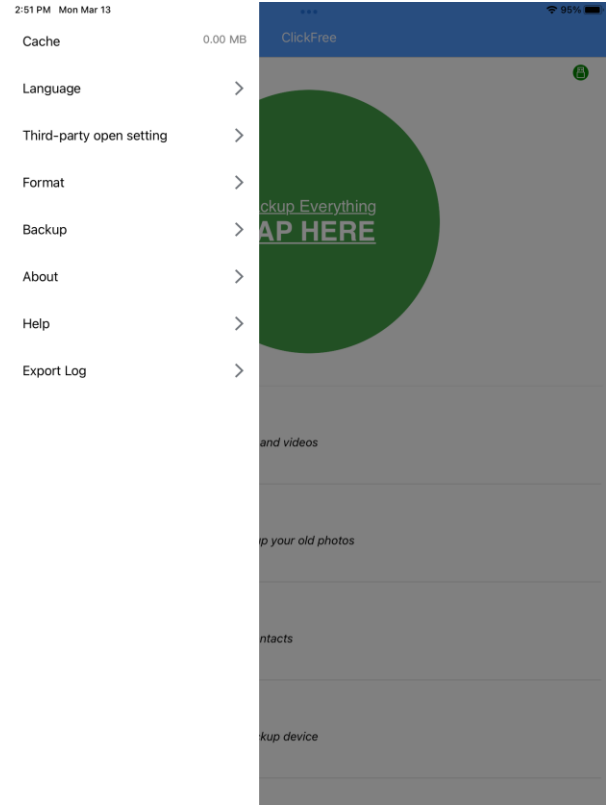 2:51 PM Mon Mar 13
95%
Cache 0.00 MB
ClickFree
Language
Third-party open setting
Format
ckup Everything
Backup
AP HERE
About
Help
Export Log
and videos
up your old photos
ntacts
kup device